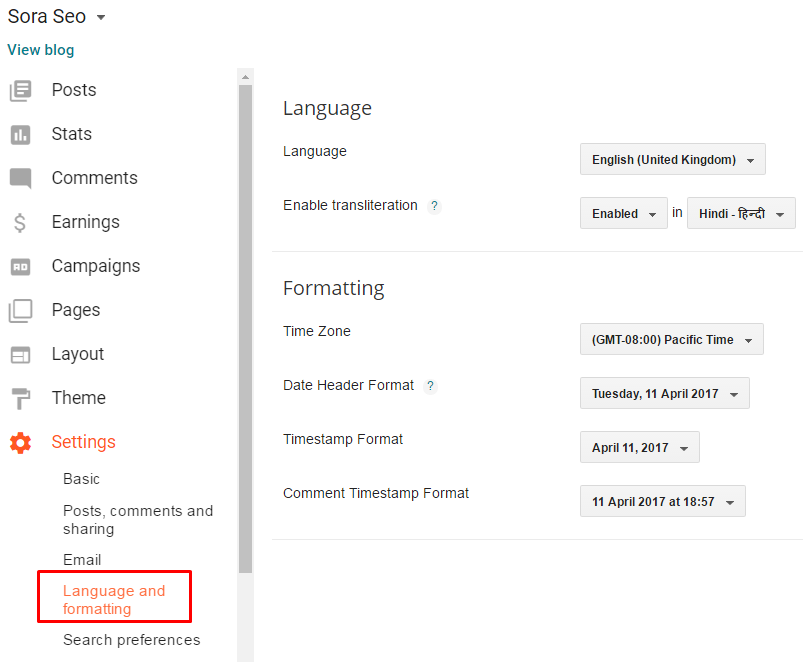 Sora Seo
View blog
Posts
Stats
Comments
Earnings
Campaigns
Pages
Layout
Theme
Settings
Basic
Posts, comments and
sharing
Email
Language and
formatting
Search preferences
Language
Language
English (United Kingdom)
Enable transliteration ?
Enabled in Hindi - हिन्दी
Formatting
Time Zone
(GMT-08:00) Pacific Time
Date Header Format ?
Tuesday, 11 April 2017
Timestamp Format
April 11, 2017
Comment Timestamp Format
11 April 2017 at 18:57